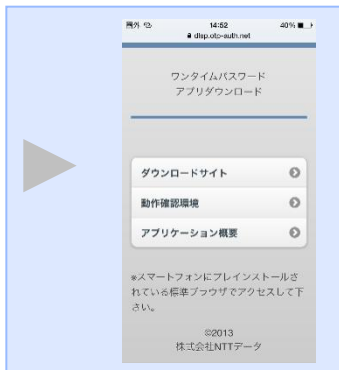 圏外 14:52 40%
disp.otp-auth.net
ワンタイムパスワード
アプリダウンロード
ダウンロードサイト
動作確認環境
アプリケーション概要
※スマートフォンにプレインストールさ
れている標準ブラウザでアクセスして下
さい。
©2013
株式会社NTTデータ